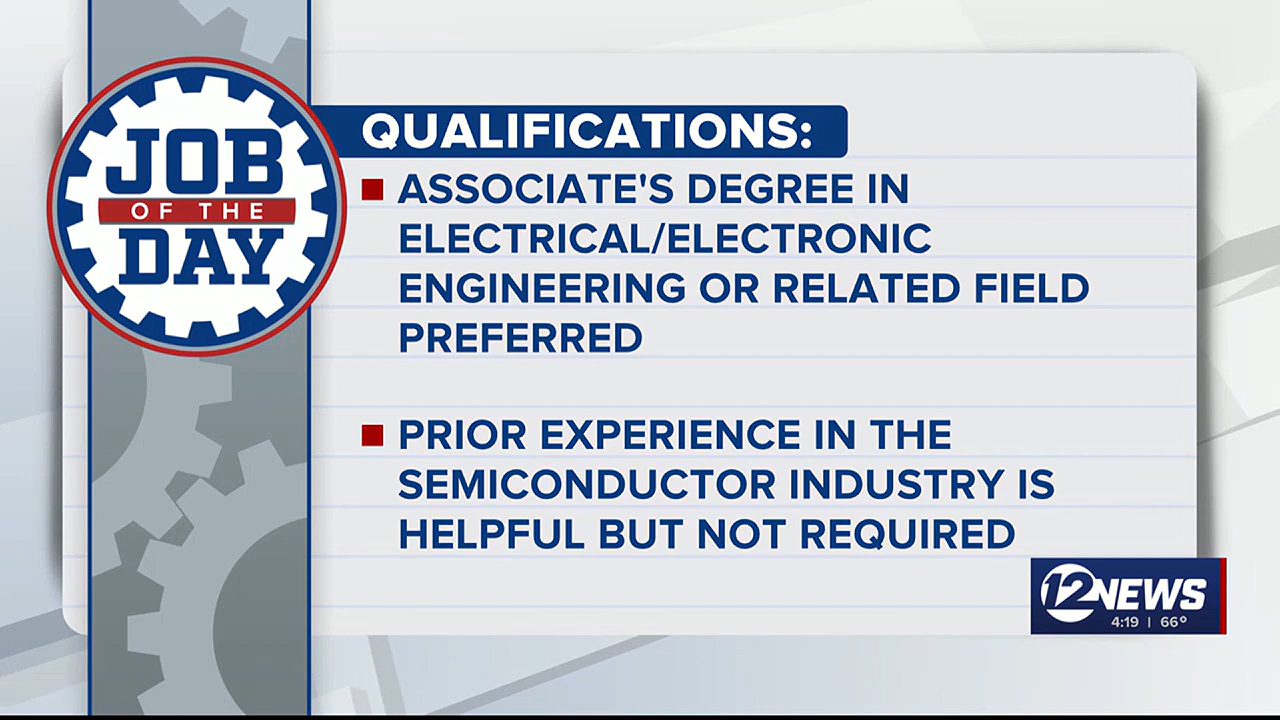 JOB
OF THE
DAY
QUALIFICATIONS:
ASSOCIATE'S DEGREE IN
ELECTRICAL/ELECTRONIC
ENGINEERING OR RELATED FIELD
PREFERRED
PRIOR EXPERIENCE IN THE
SEMICONDUCTOR INDUSTRY IS
HELPFUL BUT NOT REQUIRED
12NEWS
4:19 | 66°